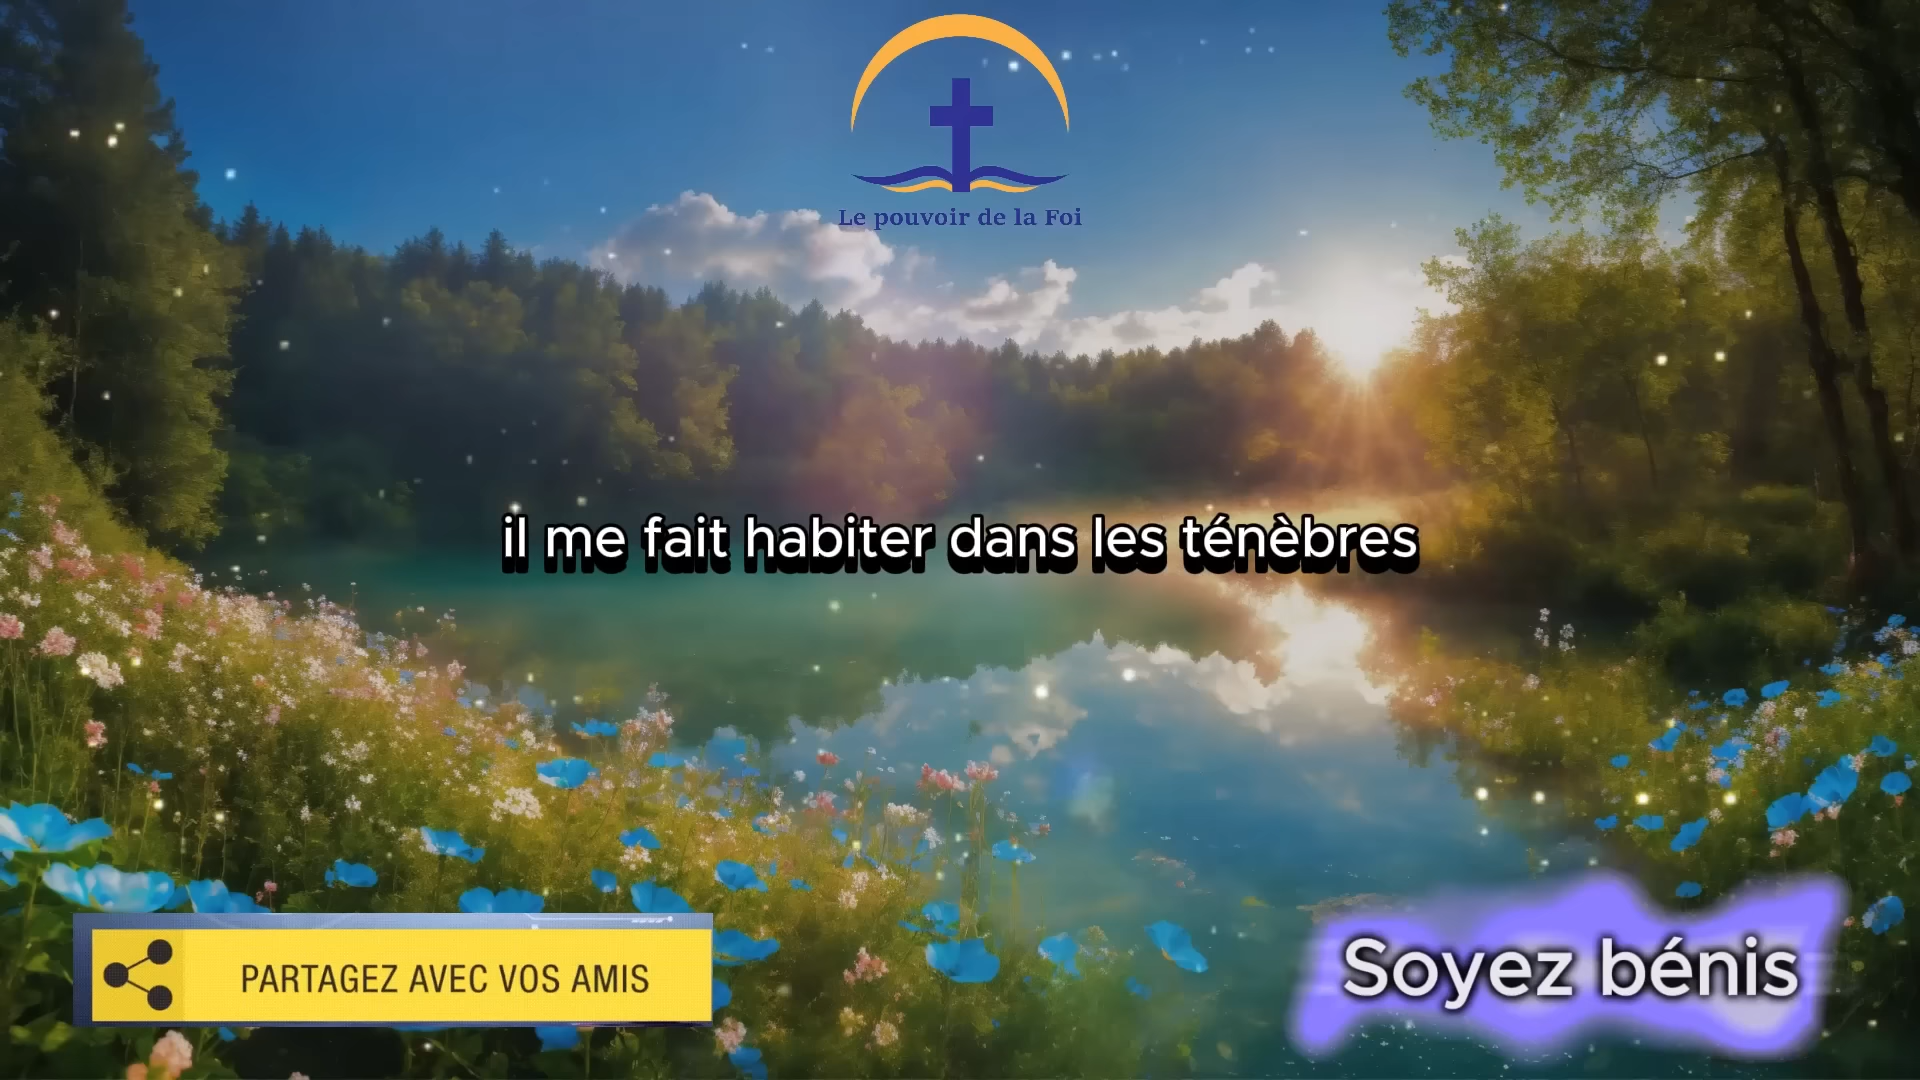 Le pouvoir de la Foi
il me fait habiter dans les ténèbres
PARTAGEZ AVEC VOS AMIS
Soyez bénis